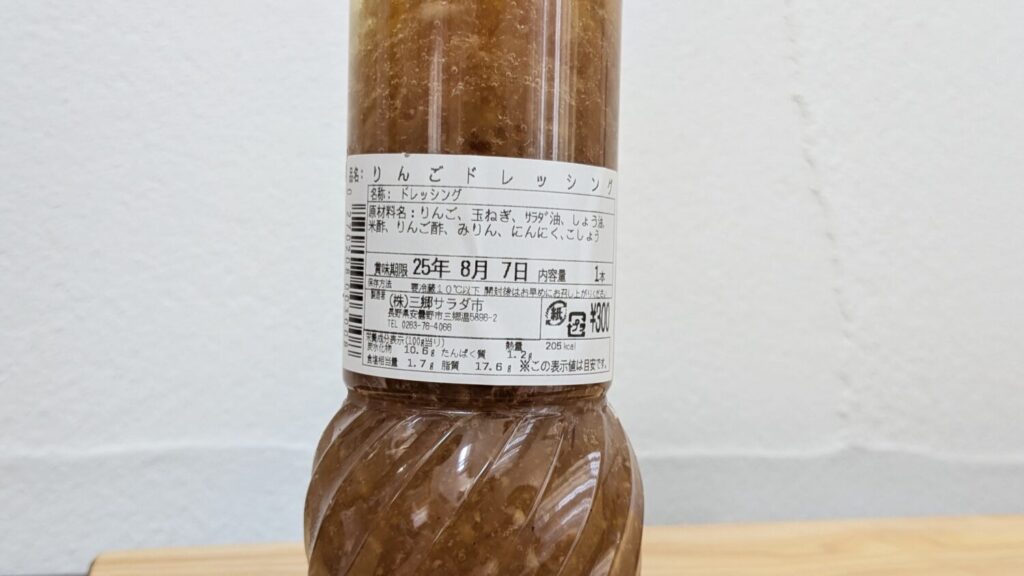 品名: りんごドレッシング
名称: ドレッシング
原材料名:りんご、玉ねぎ、サラダ油、しょう油、
米酢、りんご酢、みりん、にんにく、こしょう
賞味期限 25年 8月 7日 内容量 1本
保存方法 要冷蔵10℃以下 開封後はお早めにお召し上がりください。
製造者 (株)三郷サラダ市
長野県安曇野市三郷温5898-2
TEL 0263-76-4066
紙 プラ ¥300
栄養成分表示(100g当り) 熱量 205kcal
炭水化物 10.6g たんぱく質 1.2g
食塩相当量 1.7g 脂質 17.6g ※この表示値は目安です。